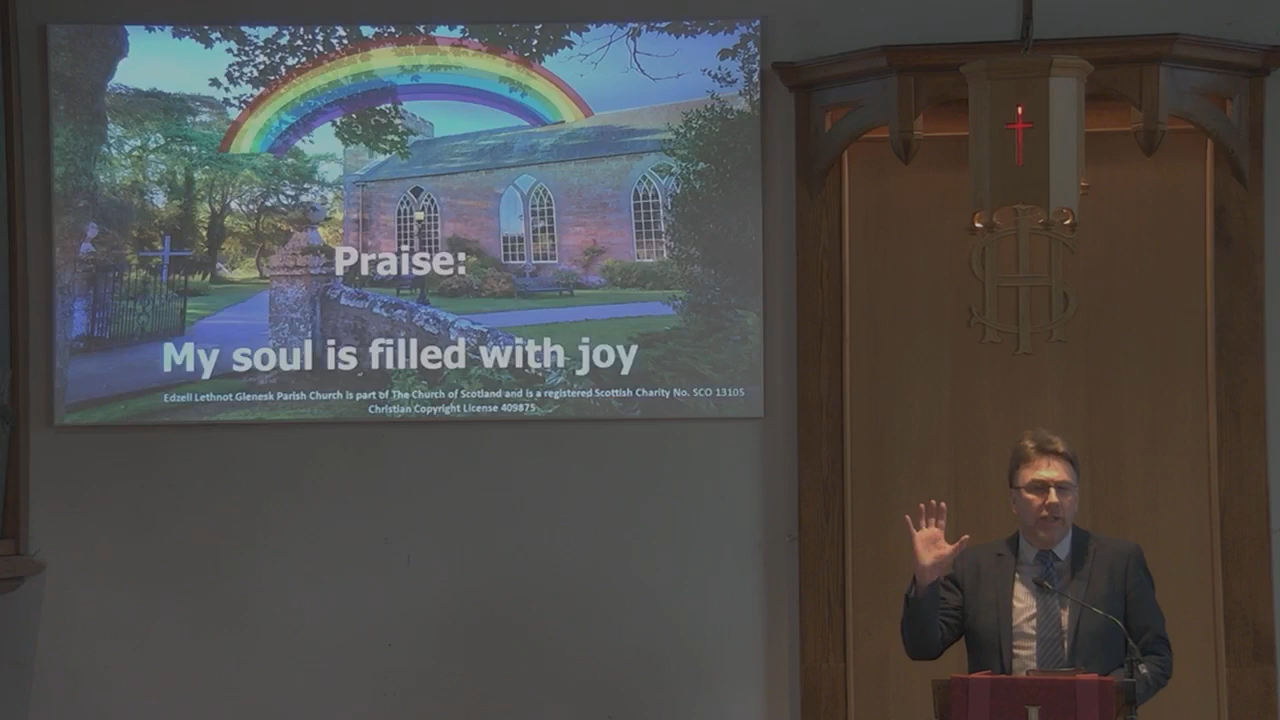 Praise:
My soul is filled with joy
Edzell Lethnot Glenesk Parish Church is part of The Church of Scotland and is a registered Scottish Charity No. SCO 13105
Christian Copyright License 409875
IHS